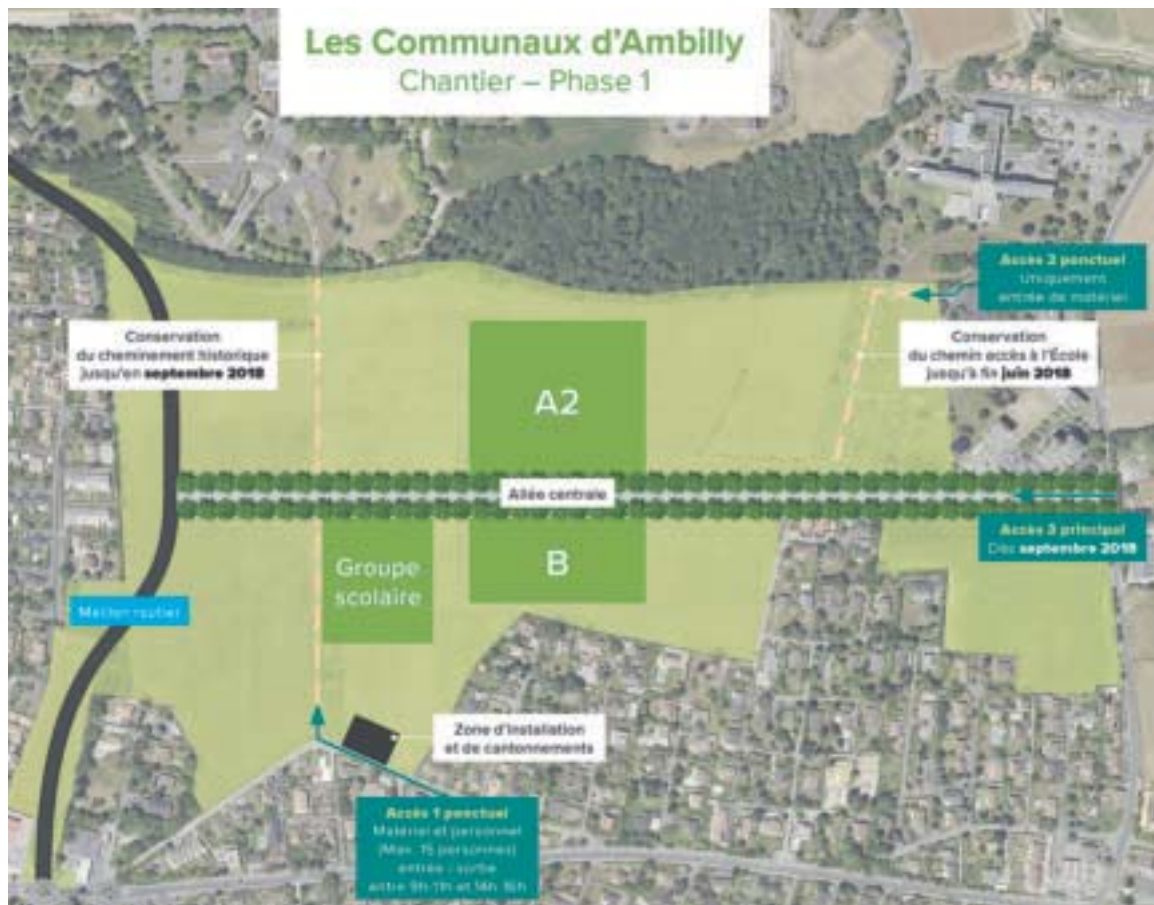 Les Communaux d'Ambilly
Chantier – Phase 1
Accès 2 ponctuel
Uniquement
entrée de matériel
Conservation
du cheminement historique
jusqu'en septembre 2018
Conservation
du chemin accès à l'École
jusqu'à fin juin 2018
A2
Allée centrale
Accès 3 principal
Dès septembre 2018
Groupe
scolaire
B
Maillon routier
Zone d'installation
et de cantonnements
Accès 1 ponctuel
Matériel et personnel
(Max. 15 personnes)
entrée - sortie
entre 9h-11h et 14h-16h